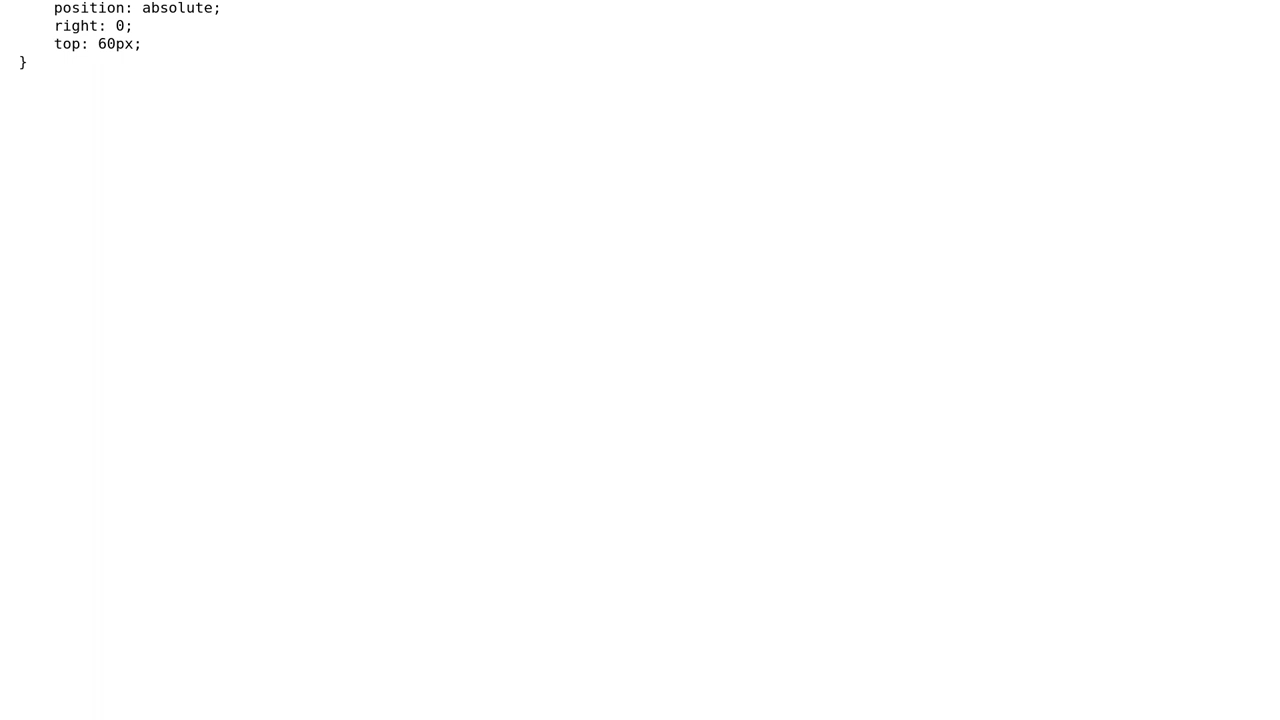 position: absolute;
    right: 0;
    top: 60px;
}